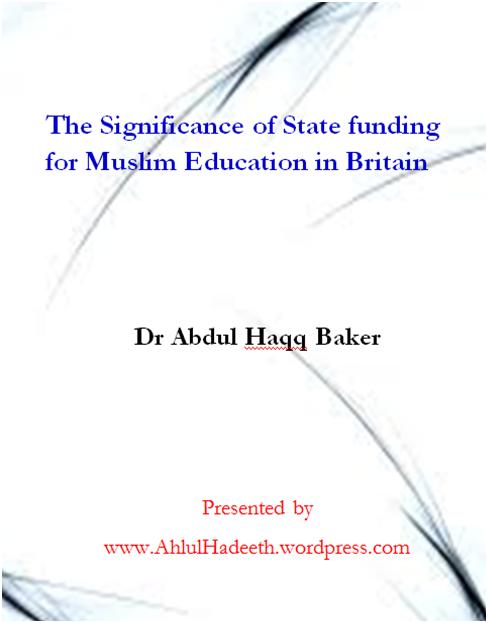 The Significance of State funding
for Muslim Education in Britain
Dr Abdul Haqq Baker
Presented by
www.AhlulHadeeth.wordpress.com